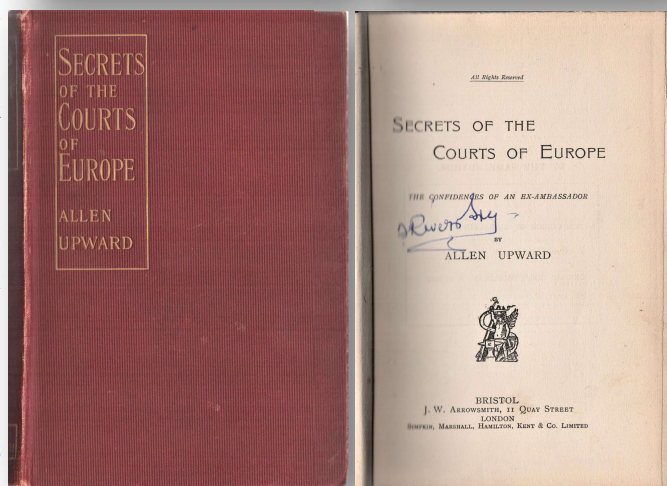 SECRETS
OF THE
COURTS
OF
EUROPE
ALLEN
UPWARD
All Rights Reserved
SECRETS OF THE
COURTS OF EUROPE
THE CONFIDENCES OF AN EX-AMBASSADOR
BY
ALLEN UPWARD
BRISTOL
J. W. ARROWSMITH, 11 QUAY STREET
LONDON
SIMPKIN, MARSHALL, HAMILTON, KENT & CO. LIMITED